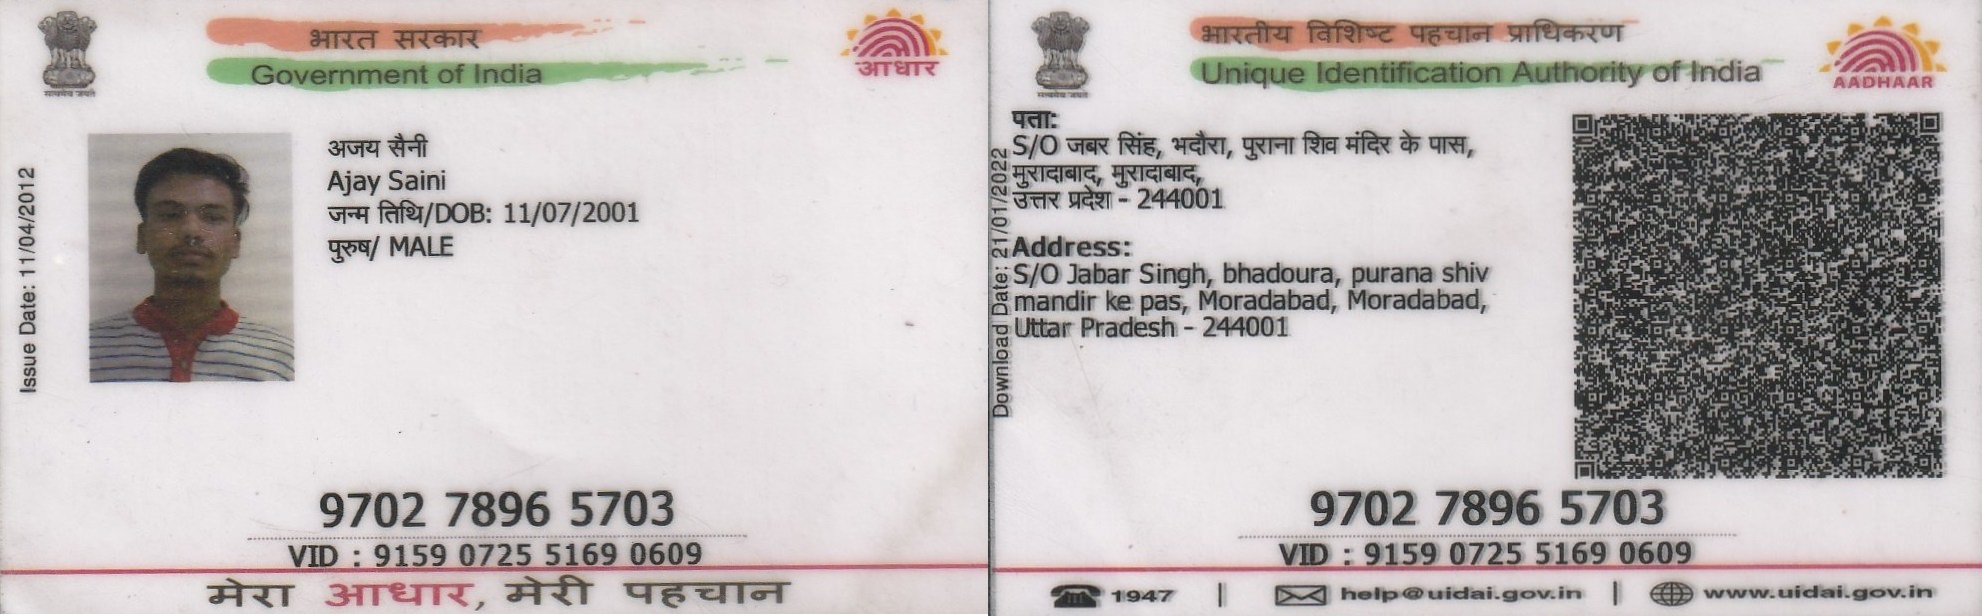 भारत सरकार
Government of India
आधार
Issue Date: 11/04/2012
अजय सैनी
Ajay Saini
जन्म तिथि/DOB: 11/07/2001
पुरुष/ MALE
9702 7896 5703
VID : 9159 0725 5169 0609
मेरा आधार, मेरी पहचान
भारतीय विशिष्ट पहचान प्राधिकरण
Unique Identification Authority of India
AADHAAR
Download Date: 21/01/2022
पता:
S/O जबर सिंह, भदौरा, पुराना शिव मंदिर के पास,
मुरादाबाद, मुरादाबाद,
उत्तर प्रदेश - 244001
Address:
S/O Jabar Singh, bhadoura, purana shiv
mandir ke pas, Moradabad, Moradabad,
Uttar Pradesh - 244001
9702 7896 5703
VID : 9159 0725 5169 0609
1947 | help@uidai.gov.in | www.uidai.gov.in